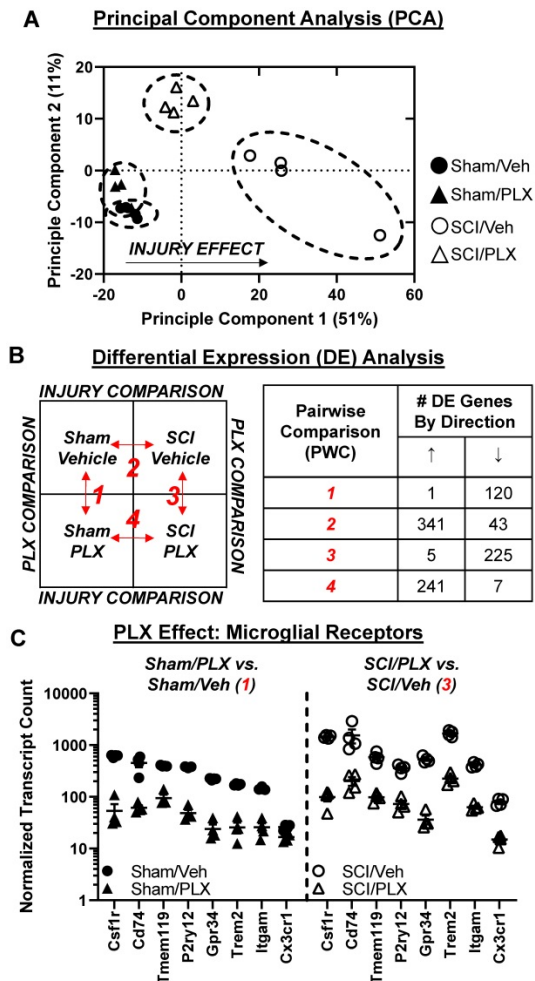 A Principal Component Analysis (PCA)
Principle Component 2 (11%)
20
10
0
-10
-20
INJURY EFFECT
-20 0 20 40 60
Principle Component 1 (51%)
Sham/Veh
Sham/PLX
SCI/Veh
SCI/PLX
B Differential Expression (DE) Analysis
INJURY COMPARISON
PLX COMPARISON
Sham
Vehicle
SCI
Vehicle
2
1
3
4
Sham
PLX
SCI
PLX
PLX COMPARISON
INJURY COMPARISON
Pairwise
Comparison
(PWC)
# DE Genes
By Direction
↑ ↓
1 1 120
2 341 43
3 5 225
4 241 7
C PLX Effect: Microglial Receptors
Sham/PLX vs.
Sham/Veh (1)
SCI/PLX vs.
SCI/Veh (3)
Normalized Transcript Count
10000
1000
100
10
1
Sham/Veh
Sham/PLX
SCI/Veh
SCI/PLX
Csf1r
Cd74
Tmem119
P2ry12
Gpr34
Trem2
Itgam
Cx3cr1
Csf1r
Cd74
Tmem119
P2ry12
Gpr34
Trem2
Itgam
Cx3cr1